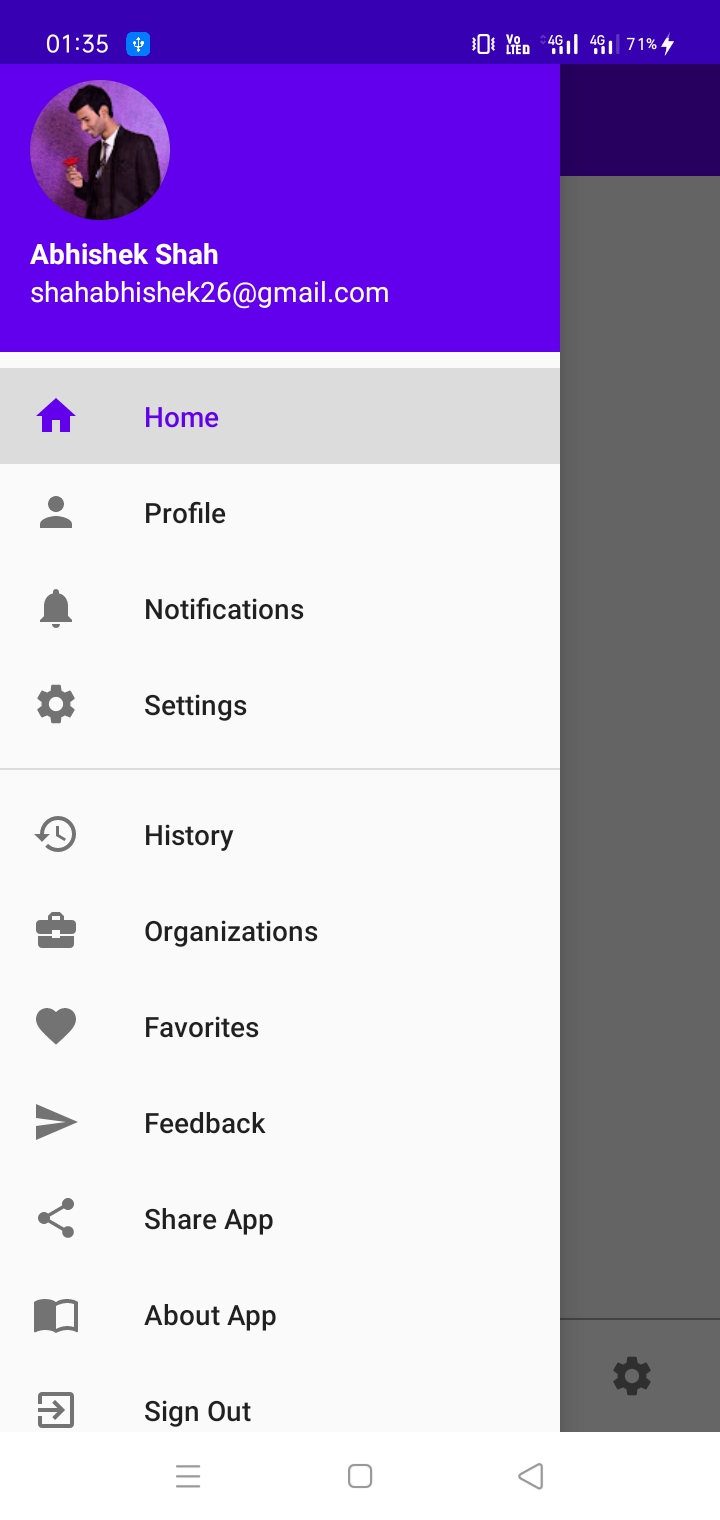 01:35
Vo LTED 4G 4G 71%
Abhishek Shah
shahabhishek26@gmail.com
Home
Profile
Notifications
Settings
History
Organizations
Favorites
Feedback
Share App
About App
Sign Out